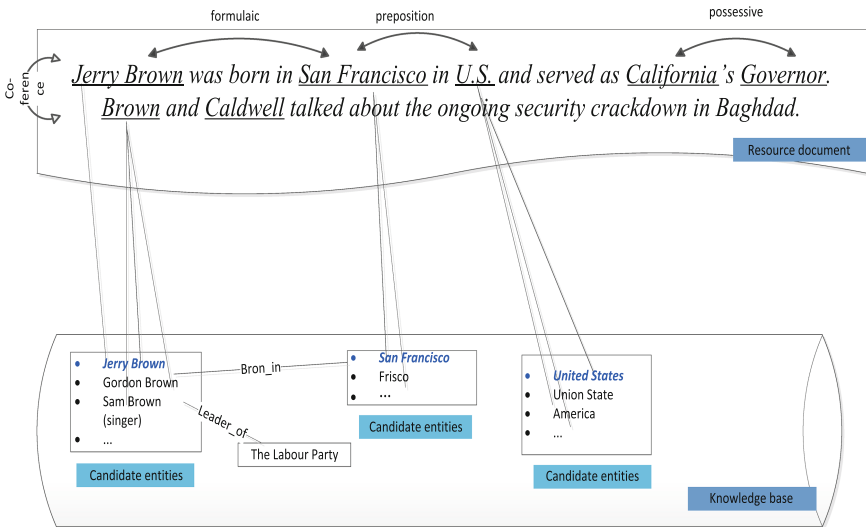 formulaic
preposition
possessive
Co-
feren
ce
Jerry Brown was born in San Francisco in U.S. and served as California's Governor.
Brown and Caldwell talked about the ongoing security crackdown in Baghdad.
Resource document
• Jerry Brown
• Gordon Brown
• Sam Brown
(singer)
• ...
Candidate entities
Bron_in
Leader_of
The Labour Party
• San Francisco
• Frisco
• ...
Candidate entities
• United States
• Union State
• America
• ...
Candidate entities
Knowledge base